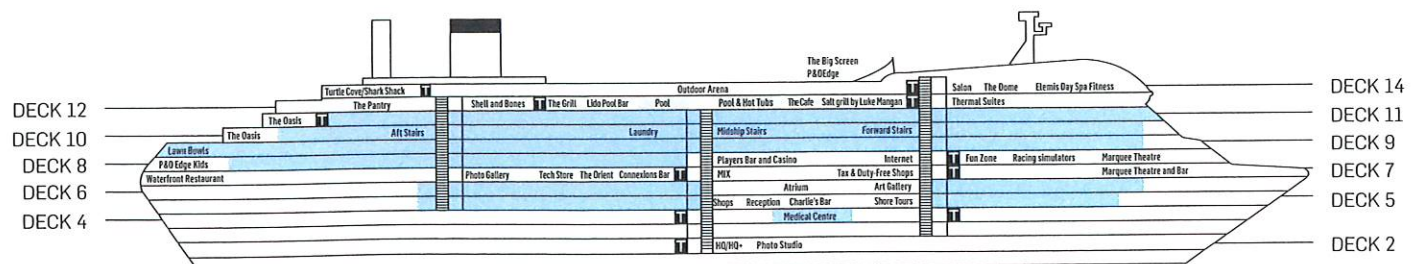 The Big Screen
P&OEdge
Turtle Cove/Shark Shack
Outdoor Arena
Salon The Dome Elemis Day Spa Fitness
DECK 14
DECK 12
The Pantry
Shell and Bones
The Grill Lido Pool Bar Pool
Pool & Hot Tubs The Cafe Salt grill by Luke Mangan
Thermal Suites
The Oasis
DECK 11
DECK 10
The Oasis
Aft Stairs
Laundry
Midship Stairs
Forward Stairs
Lawn Bowls
DECK 9
DECK 8
P&O Edge Kids
Players Bar and Casino
Internet
Fun Zone Racing simulators Marquee Theatre
Waterfront Restaurant
Photo Gallery Tech Store The Orient Connexions Bar
MIX
Tax & Duty-Free Shops
Marquee Theatre and Bar
DECK 7
DECK 6
Atrium
Art Gallery
Shops Reception Charlie's Bar Shore Tours
DECK 5
DECK 4
Medical Centre
HQ/HQ+ Photo Studio
DECK 2